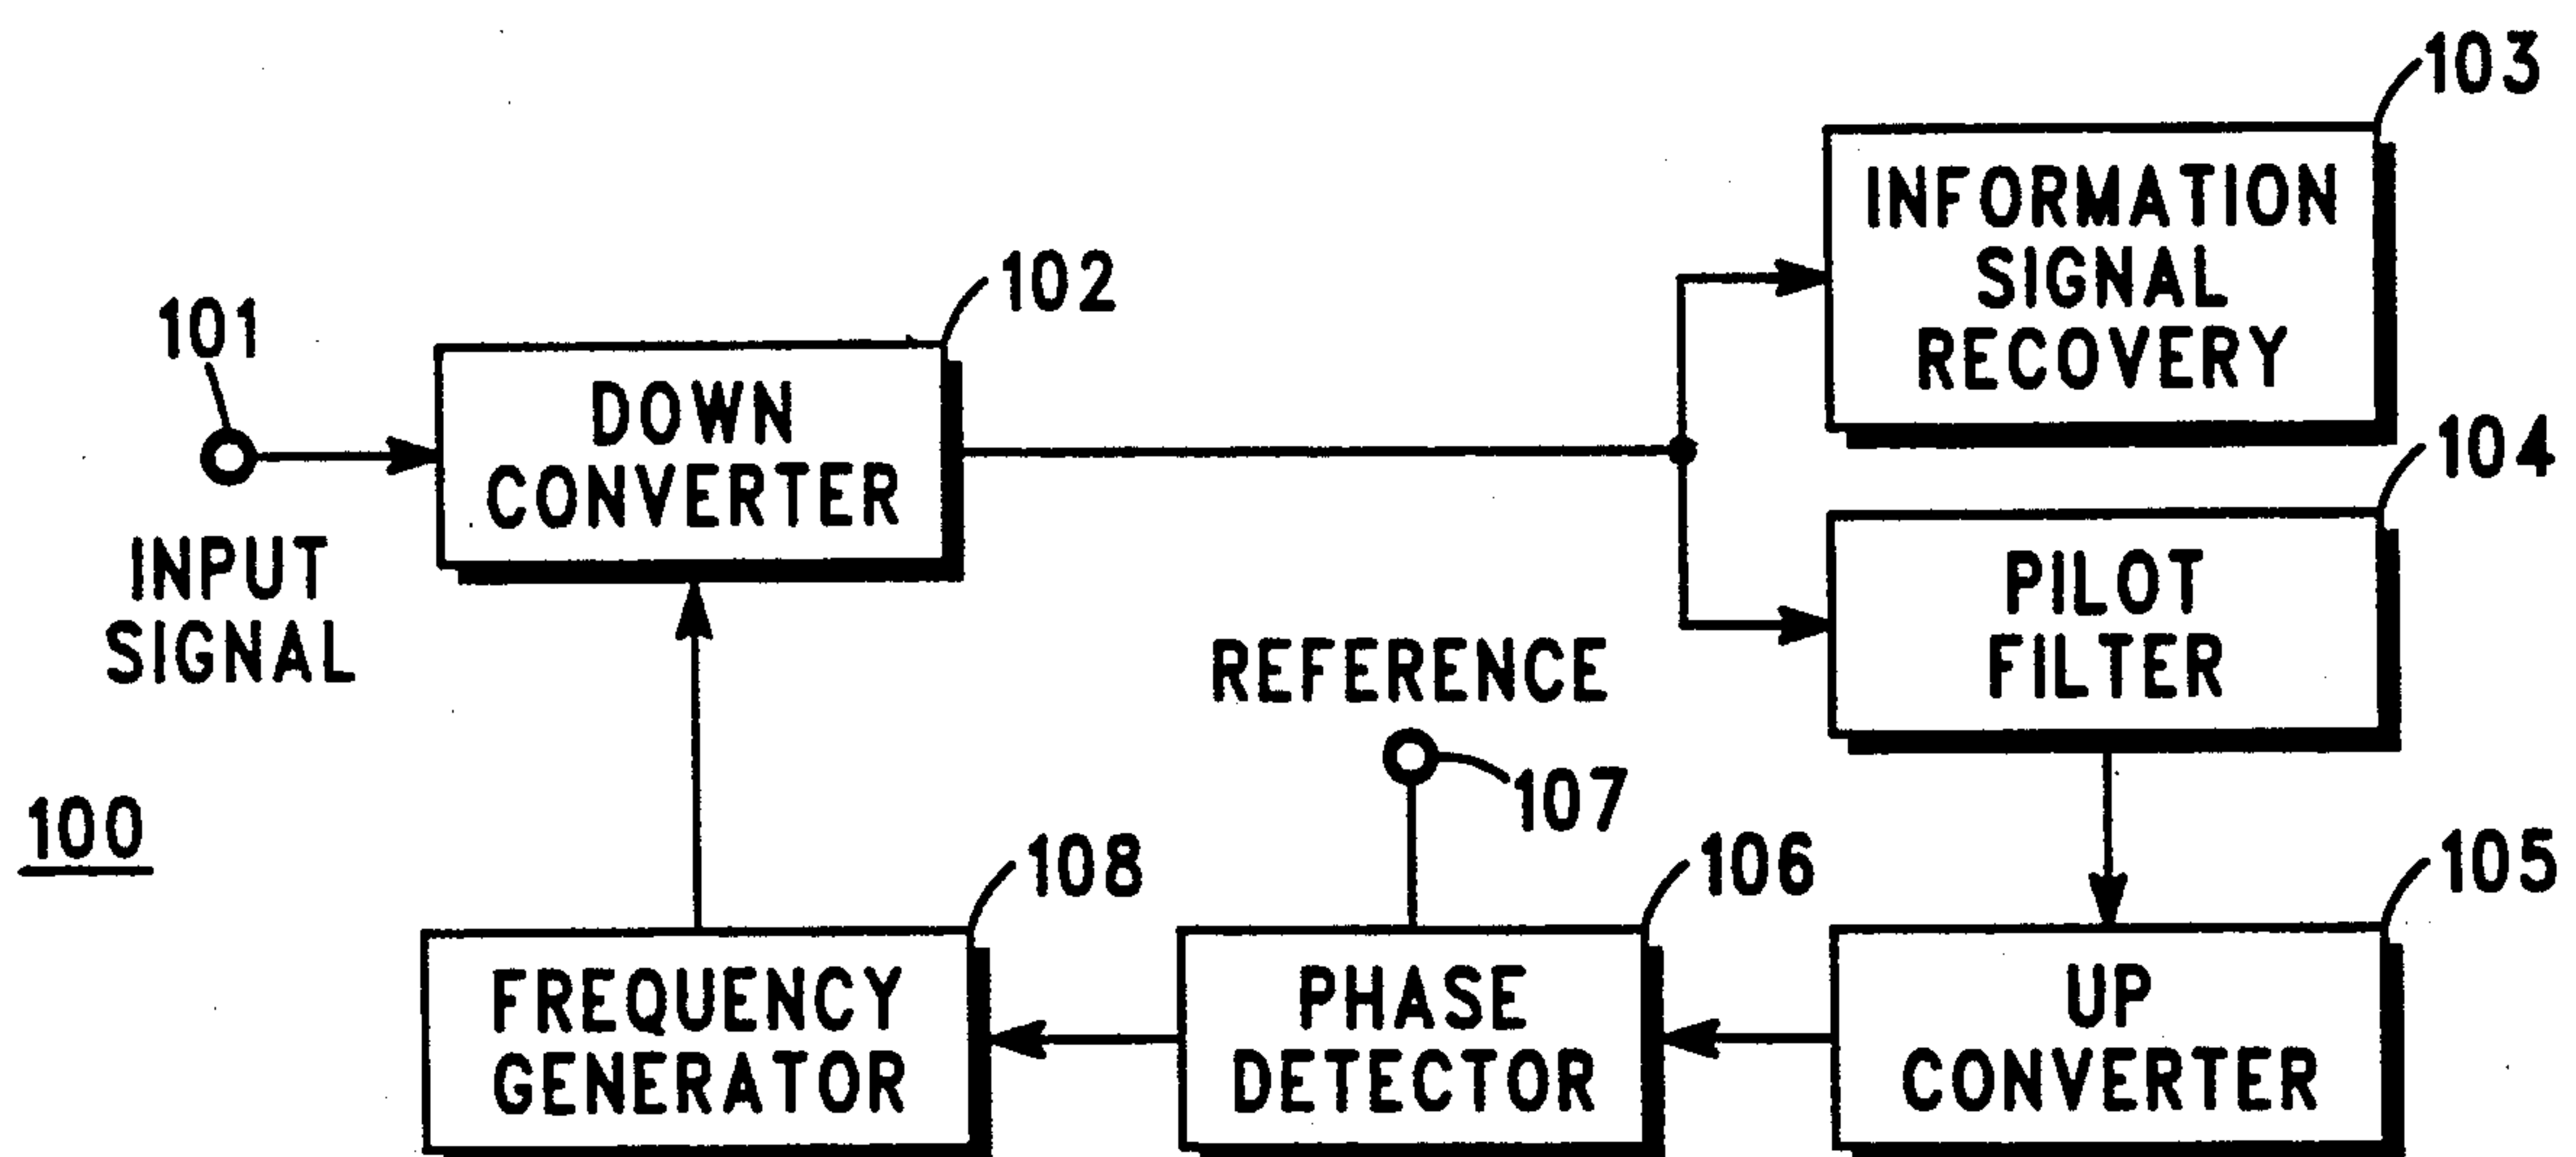 103
INFORMATION
SIGNAL
RECOVERY
102
101
DOWN
CONVERTER
INPUT
SIGNAL
104
PILOT
FILTER
REFERENCE
107
100
108
FREQUENCY
GENERATOR
106
PHASE
DETECTOR
105
UP
CONVERTER